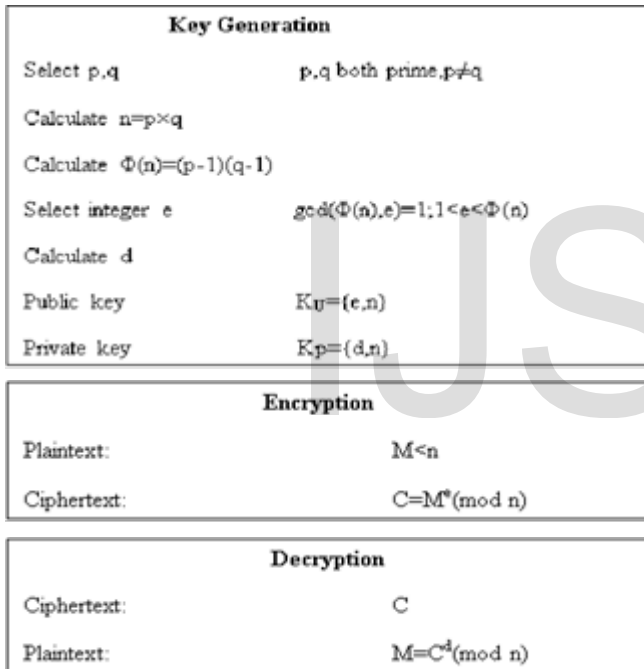 Key Generation
Select p,q p,q both prime,p≠q
Calculate n=p×q
Calculate Φ(n)=(p-1)(q-1)
Select integer e gcd(Φ(n),e)=1;1<e<Φ(n)
Calculate d
Public key KU={e,n}
Private key KP={d,n}
IJS
Encryption
Plaintext: M<n
Ciphertext: C=Mᵉ(mod n)
Decryption
Ciphertext: C
Plaintext: M=Cᵈ(mod n)